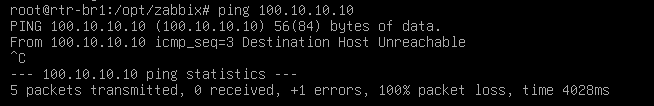 root@rtr-br1:/opt/zabbix# ping 100.10.10.10
PING 100.10.10.10 (100.10.10.10) 56(84) bytes of data.
From 100.10.10.10 icmp_seq=3 Destination Host Unreachable
^C
--- 100.10.10.10 ping statistics ---
5 packets transmitted, 0 received, +1 errors, 100% packet loss, time 4028ms